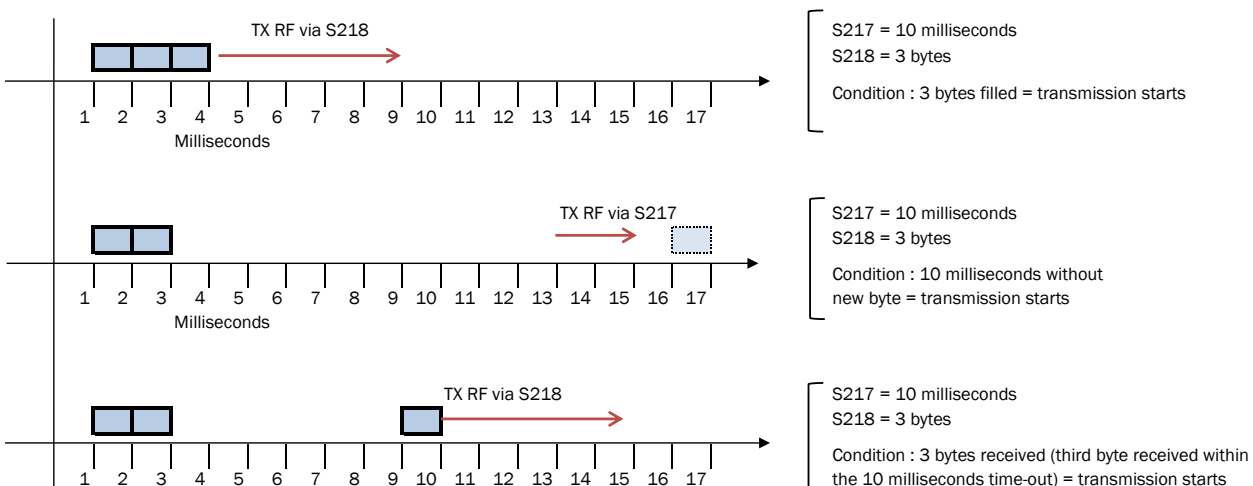 TX RF via S218
1 2 3 4 5 6 7 8 9 10 11 12 13 14 15 16 17
Milliseconds
S217 = 10 milliseconds
S218 = 3 bytes
Condition : 3 bytes filled = transmission starts
TX RF via S217
1 2 3 4 5 6 7 8 9 10 11 12 13 14 15 16 17
Milliseconds
S217 = 10 milliseconds
S218 = 3 bytes
Condition : 10 milliseconds without
new byte = transmission starts
TX RF via S218
1 2 3 4 5 6 7 8 9 10 11 12 13 14 15 16 17
S217 = 10 milliseconds
S218 = 3 bytes
Condition : 3 bytes received (third byte received within
the 10 milliseconds time-out) = transmission starts